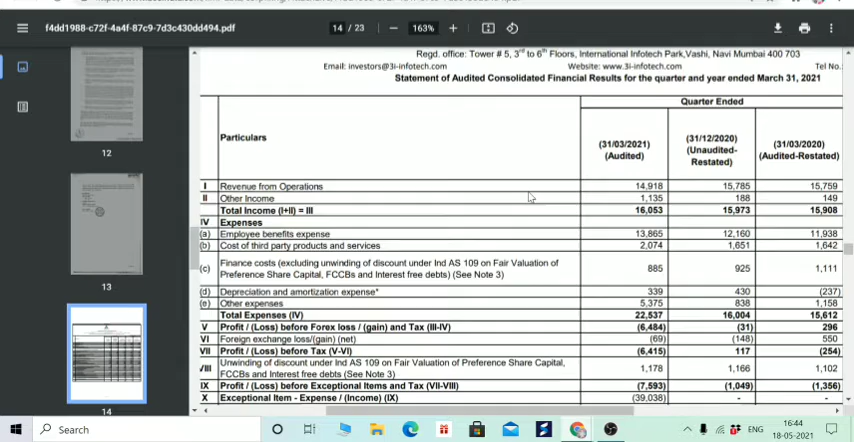 f4dd1988-c72f-4a4f-87c9-7d3c430dd494.pdf 14 / 23 — 163% +
Regd. office: Tower # 5, 3rd to 6th Floors, International Infotech Park,Vashi, Navi Mumbai 400 703
Email: investors@3i-infotech.com Website: www.3i-infotech.com Tel No.
Statement of Audited Consolidated Financial Results for the quarter and year ended March 31, 2021
Quarter Ended
Particulars (31/03/2021) (Audited) (31/12/2020) (Unaudited-Restated) (31/03/2020) (Audited-Restated)
I Revenue from Operations 14,918 15,785 15,759
II Other Income 1,135 188 149
Total Income (I+II) = III 16,053 15,973 15,908
IV Expenses
(a) Employee benefits expense 13,865 12,160 11,938
(b) Cost of third party products and services 2,074 1,651 1,642
(c) Finance costs (excluding unwinding of discount under Ind AS 109 on Fair Valuation of
Preference Share Capital, FCCBs and Interest free debts) (See Note 3) 885 925 1,111
(d) Depreciation and amortization expense* 339 430 (237)
(e) Other expenses 5,375 838 1,158
Total Expenses (IV) 22,537 16,004 15,612
V Profit / (Loss) before Forex loss / (gain) and Tax (III-IV) (6,484) (31) 296
VI Foreign exchange loss/(gain) (net) (69) (148) 550
VII Profit / (Loss) before Tax (V-VI) (6,415) 117 (254)
VIII Unwinding of discount under Ind AS 109 on Fair Valuation of Preference Share Capital,
FCCBs and Interest free debts (See Note 3) 1,178 1,166 1,102
IX Profit / (Loss) before Exceptional Items and Tax (VII-VIII) (7,593) (1,049) (1,356)
X Exceptional Item - Expense / (Income) (IX) (39,038) - -
12
13
14
Search
ENG
16:44
18-05-2021